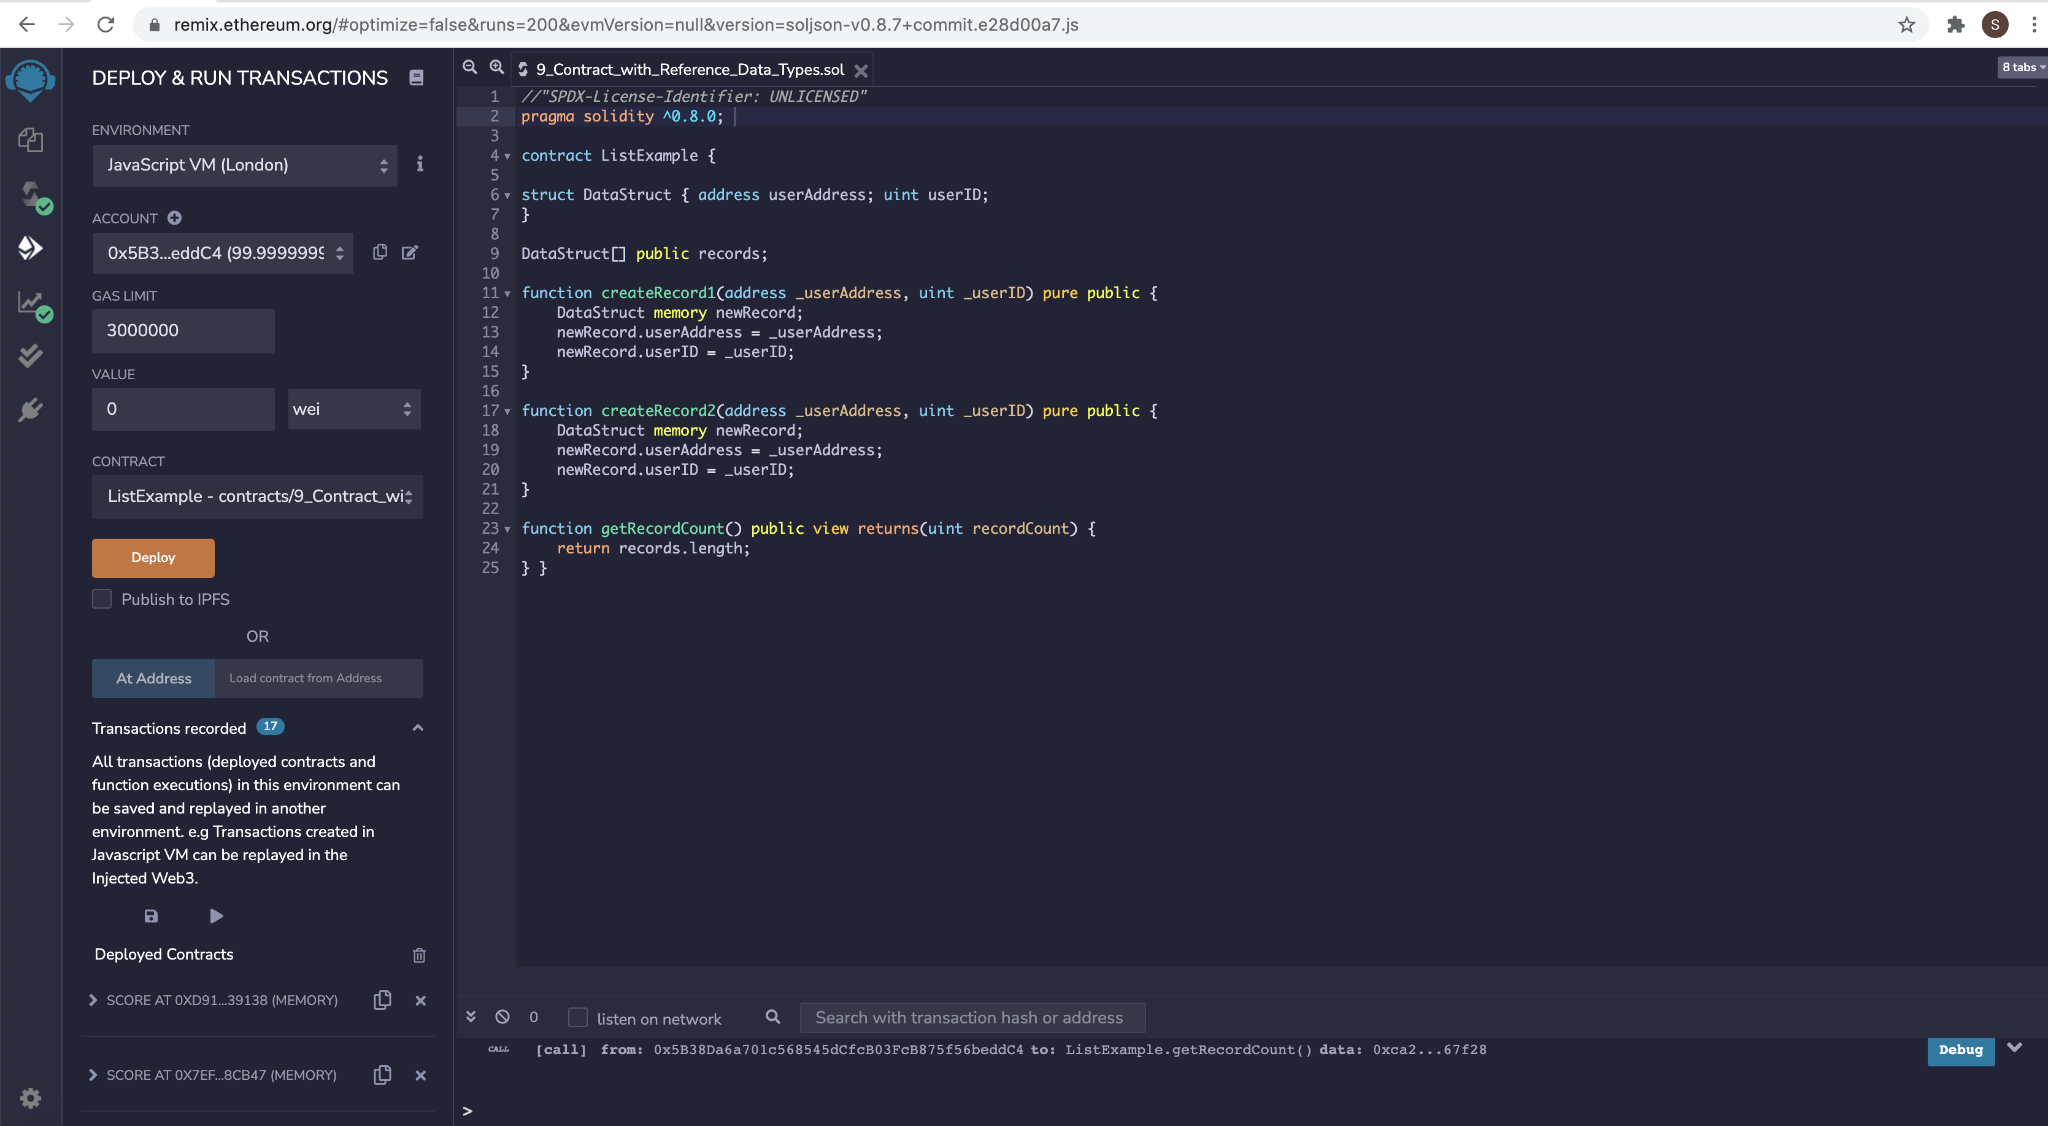 remix.ethereum.org/#optimize=false&runs=200&evmVersion=null&version=soljson-v0.8.7+commit.e28d00a7.js
S
DEPLOY & RUN TRANSACTIONS
ENVIRONMENT
JavaScript VM (London)
i
ACCOUNT
0x5B3...eddC4 (99.9999999
GAS LIMIT
3000000
VALUE
0
wei
CONTRACT
ListExample - contracts/9_Contract_wi
Deploy
Publish to IPFS
OR
At Address
Load contract from Address
Transactions recorded 17
All transactions (deployed contracts and
function executions) in this environment can
be saved and replayed in another
environment. e.g Transactions created in
Javascript VM can be replayed in the
Injected Web3.
Deployed Contracts
SCORE AT 0XD91...39138 (MEMORY)
SCORE AT 0X7EF...8CB47 (MEMORY)
9_Contract_with_Reference_Data_Types.sol
8 tabs
1 //"SPDX-License-Identifier: UNLICENSED"
2 pragma solidity ^0.8.0;
3
4 contract ListExample {
5
6 struct DataStruct { address userAddress; uint userID;
7 }
8
9 DataStruct[] public records;
10
11 function createRecord1(address _userAddress, uint _userID) pure public {
12 DataStruct memory newRecord;
13 newRecord.userAddress = _userAddress;
14 newRecord.userID = _userID;
15 }
16
17 function createRecord2(address _userAddress, uint _userID) pure public {
18 DataStruct memory newRecord;
19 newRecord.userAddress = _userAddress;
20 newRecord.userID = _userID;
21 }
22
23 function getRecordCount() public view returns(uint recordCount) {
24 return records.length;
25 } }
0
listen on network
Search with transaction hash or address
CALL [call] from: 0x5B38Da6a701c568545dCfcB03FcB875f56beddC4 to: ListExample.getRecordCount() data: 0xca2...67f28
Debug
>